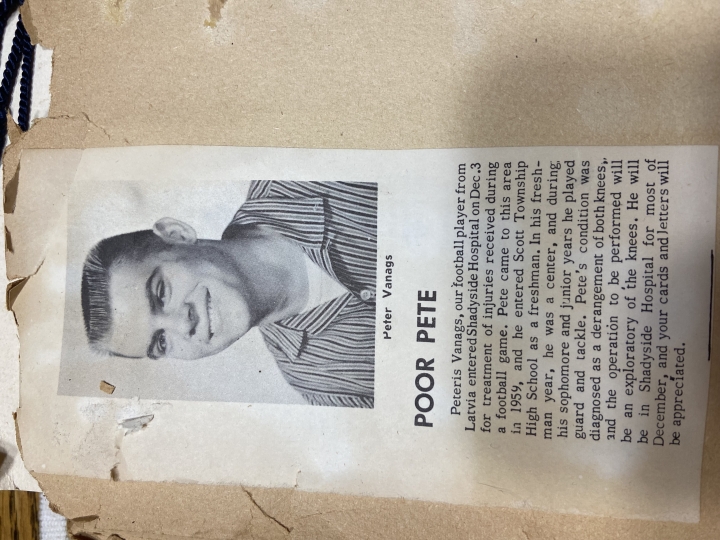 Peter Vanags
POOR PETE
Peteris Vanags, our football player from
Latvia entered Shadyside Hospital on Dec.3
for treatment of injuries received during
a football game. Pete came to this area
in 1959, and he entered Scott Township
High School as a freshman. In his fresh-
man year, he was a center, and during
his sophomore and junior years he played
guard and tackle. Pete's condition was
diagnosed as a derangement of both knees,
and the operation to be performed will
be an exploratory of the knees. He will
be in Shadyside Hospital for most of
December, and your cards and letters will
be appreciated.